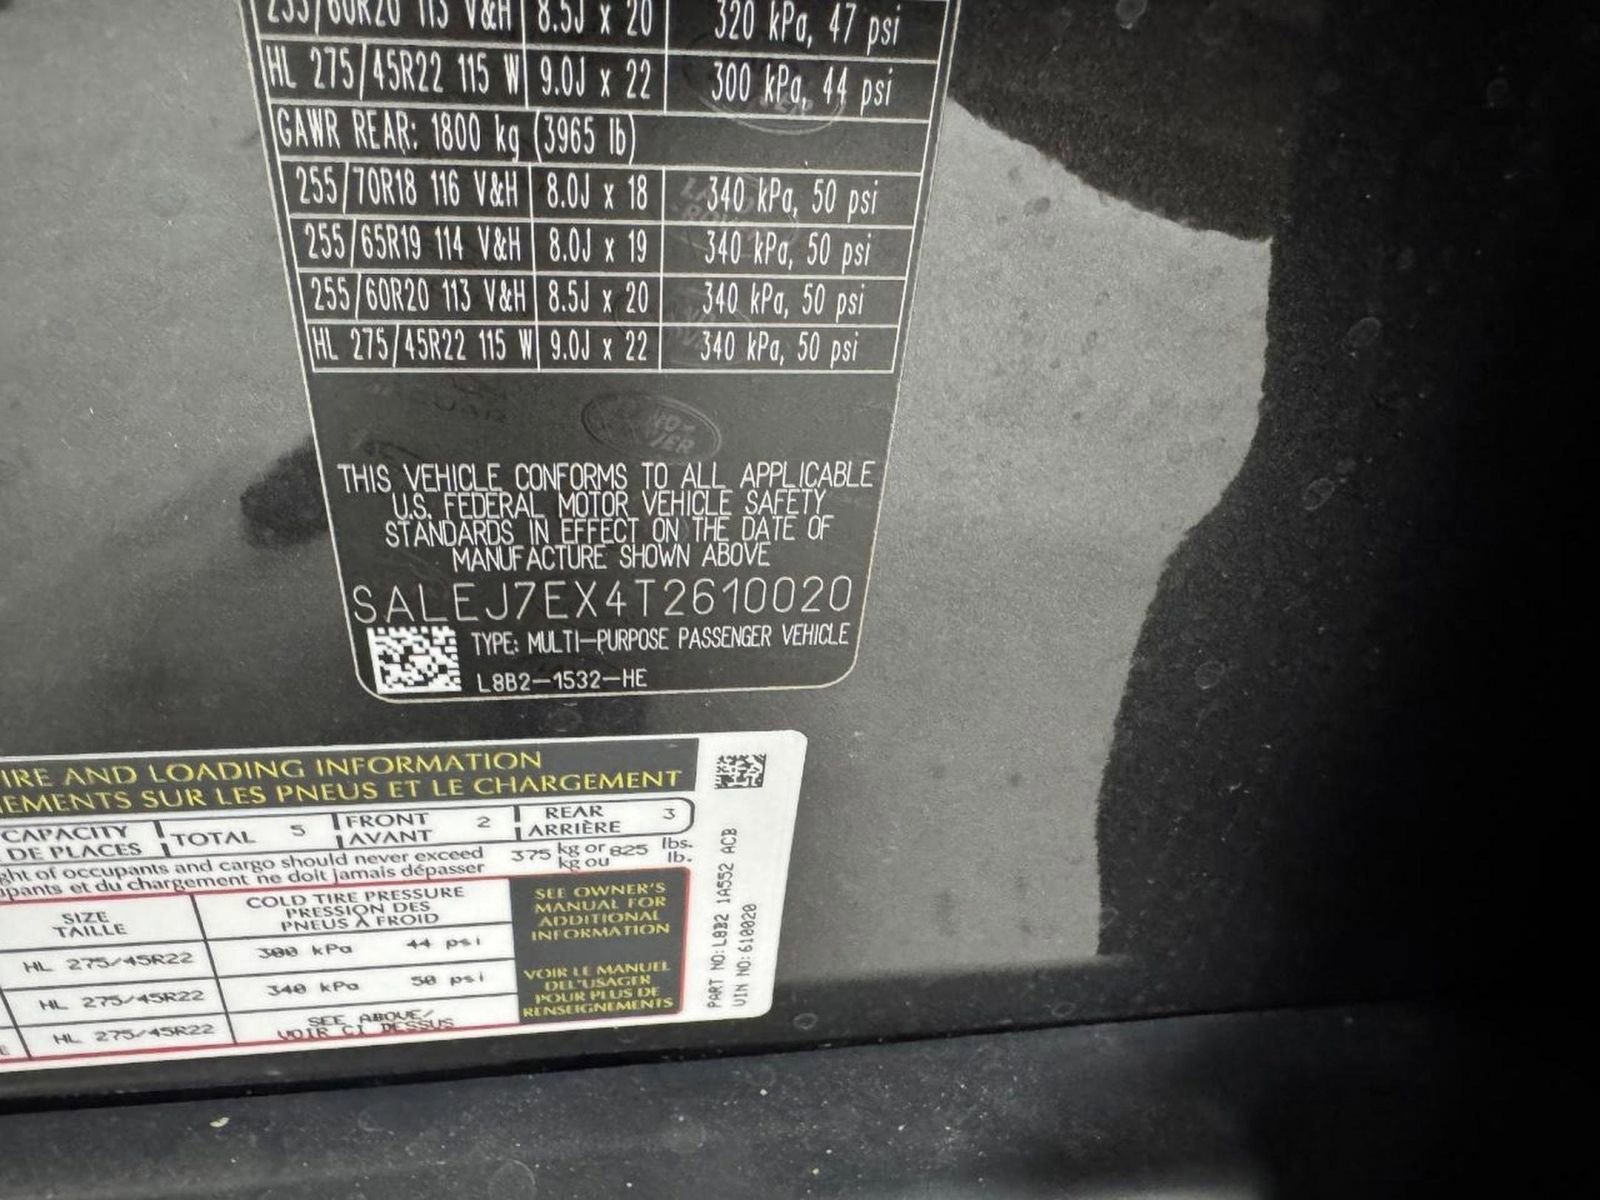 255/60R20 113 V&H 8.5J x 20 320 kPa, 47 psi
HL 275/45R22 115 W 9.0J x 22 300 kPa, 44 psi
GAWR REAR: 1800 kg (3965 lb)
255/70R18 116 V&H 8.0J x 18 340 kPa, 50 psi
255/65R19 114 V&H 8.0J x 19 340 kPa, 50 psi
255/60R20 113 V&H 8.5J x 20 340 kPa, 50 psi
HL 275/45R22 115 W 9.0J x 22 340 kPa, 50 psi
THIS VEHICLE CONFORMS TO ALL APPLICABLE
U.S. FEDERAL MOTOR VEHICLE SAFETY
STANDARDS IN EFFECT ON THE DATE OF
MANUFACTURE SHOWN ABOVE
SALEJ7EX4T2610020
TYPE: MULTI-PURPOSE PASSENGER VEHICLE
L8B2-1532-HE
IRE AND LOADING INFORMATION
IEMENTS SUR LES PNEUS ET LE CHARGEMENT
CAPACITY TOTAL 5 FRONT 2 REAR 3
DE PLACES AVANT ARRIÈRE
ght of occupants and cargo should never exceed 375 kg or 825 lbs.
upants et du chargement ne doit jamais dépasser kg ou lb.
SIZE
TAILLE
COLD TIRE PRESSURE
PRESSION DES
PNEUS À FROID
HL 275/45R22 300 kPa 44 psi
HL 275/45R22 340 kPa 50 psi
HL 275/45R22 SEE ABOVE/
VOIR CI DESSUS
SEE OWNER'S
MANUAL FOR
ADDITIONAL
INFORMATION
VOIR LE MANUEL
DEL'USAGER
POUR PLUS DE
RENSEIGNEMENTS
PART NO:L8B2 1A552 ACB
VIN NO:610020